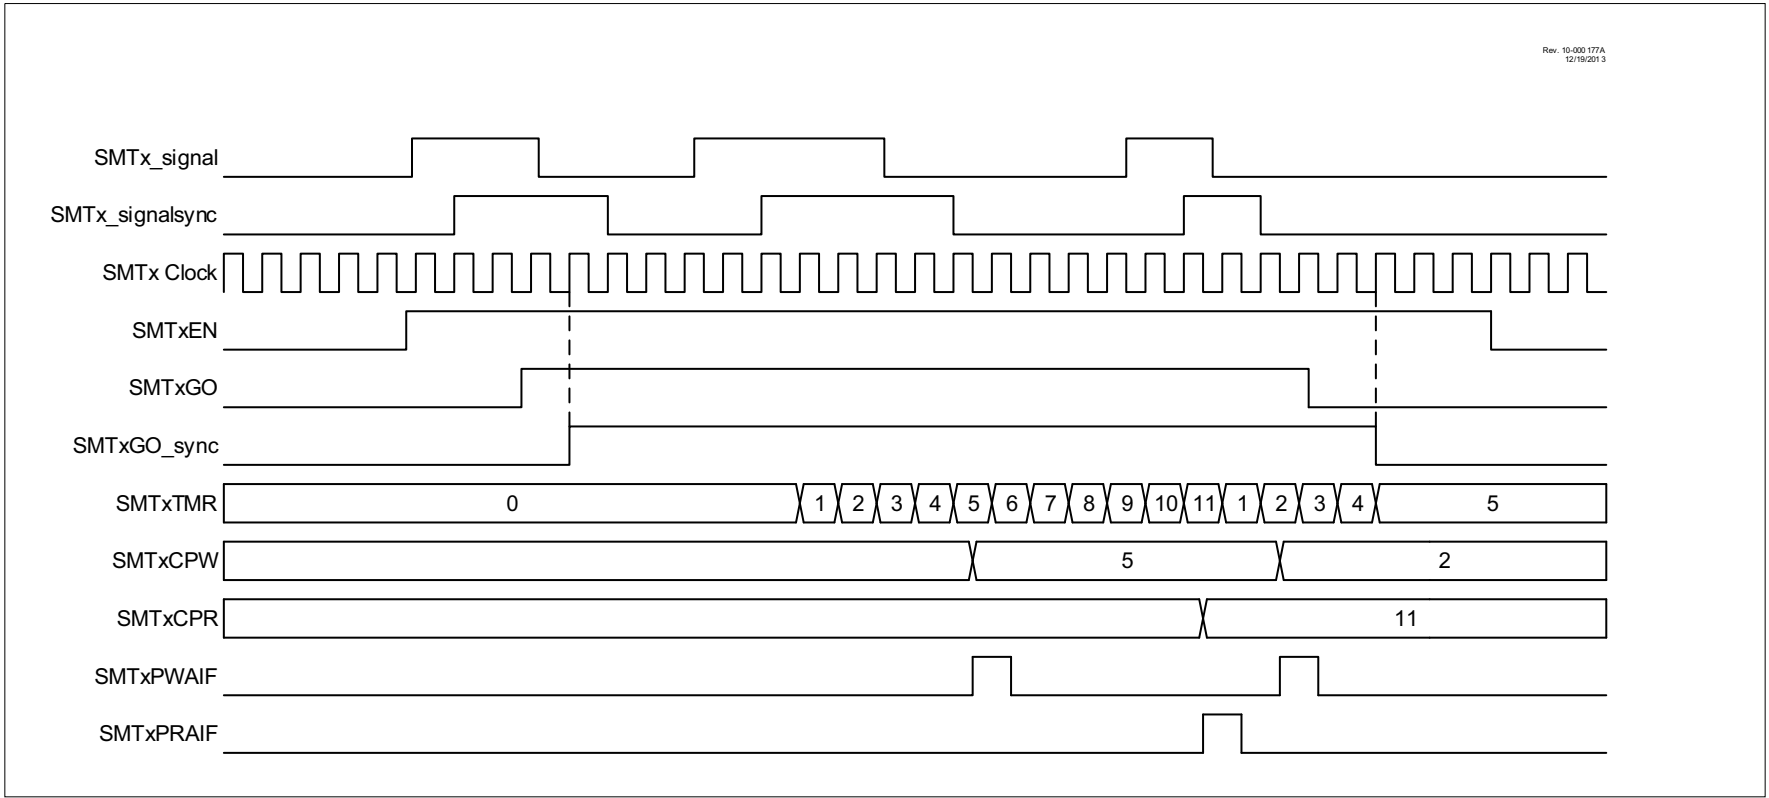 Rev. 10-000 177A
12/19/201 3
SMTx_signal
SMTx_signalsync
SMTx Clock
SMTxEN
SMTxGO
SMTxGO_sync
SMTxTMR 0 1 2 3 4 5 6 7 8 9 10 11 1 2 3 4 5
SMTxCPW 5 2
SMTxCPR 11
SMTxPWAIF
SMTxPRAIF